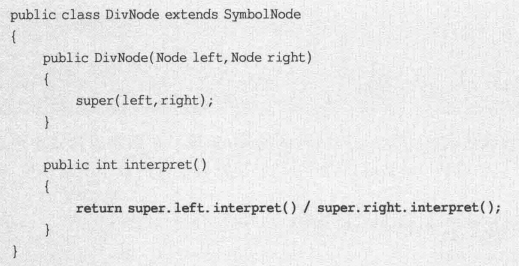 public class DivNode extends SymbolNode
{
    public DivNode(Node left,Node right)
    {
        super(left,right);
    }
    public int interpret()
    {
        return super.left.interpret() / super.right.interpret();
    }
}